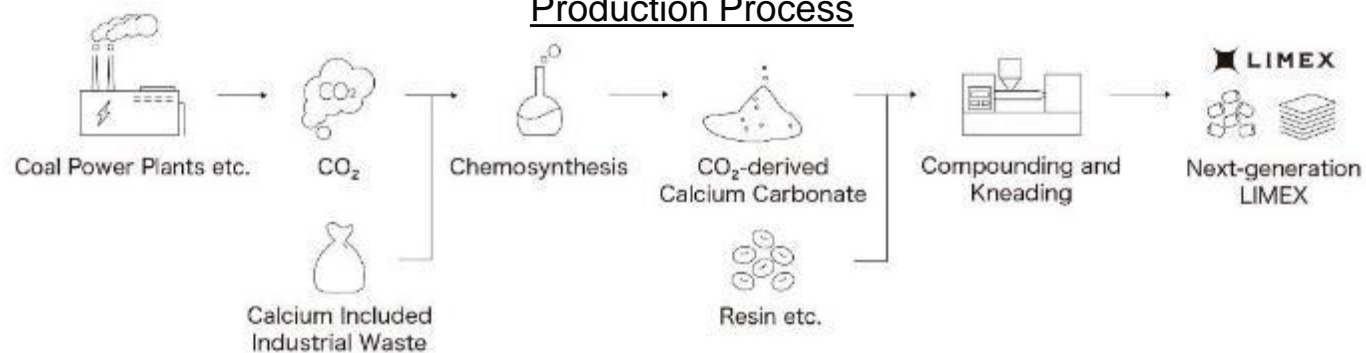 Production Process
CO₂
LIMEX
Coal Power Plants etc.
CO₂
Chemosynthesis
CO₂-derived
Calcium Carbonate
Compounding and
Kneading
Next-generation
LIMEX
Calcium Included
Industrial Waste
Resin etc.